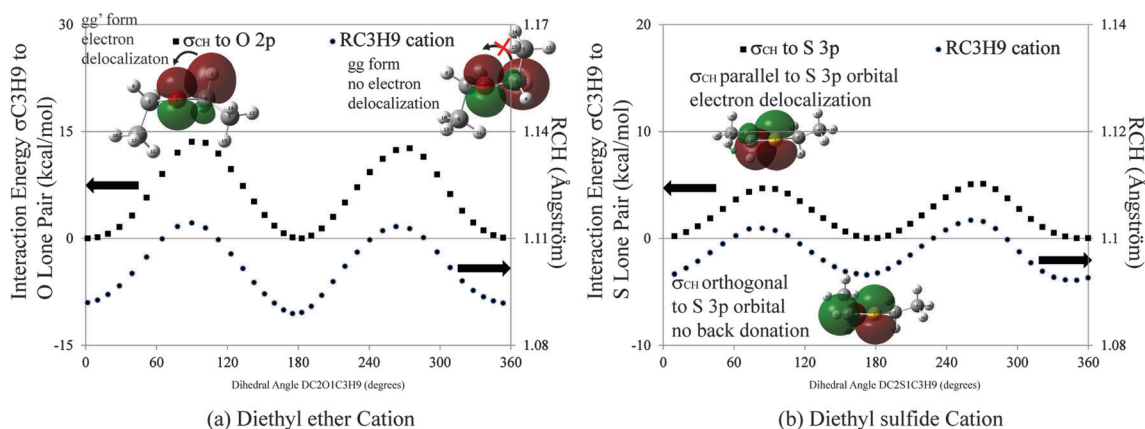 30
15
0
-15
Interaction Energy σC3H9 to
O Lone Pair (kcal/mol)
gg' form
electron
delocalizaton
σCH to O 2p
RC3H9 cation
gg form
no electron
delocalization
1.17
1.14
1.11
1.08
RCH (Ångström)
0 60 120 180 240 300 360
Dihedral Angle DC2O1C3H9 (degrees)
(a) Diethyl ether Cation
20
10
0
-10
Interaction Energy σC3H9 to
S Lone Pair (kcal/mol)
σCH to S 3p
RC3H9 cation
σCH parallel to S 3p orbital
electron delocalization
σCH orthogonal
to S 3p orbital
no back donation
1.14
1.12
1.1
1.08
RCH (Ångström)
0 60 120 180 240 300 360
Dihedral Angle DC2S1C3H9 (degrees)
(b) Diethyl sulfide Cation